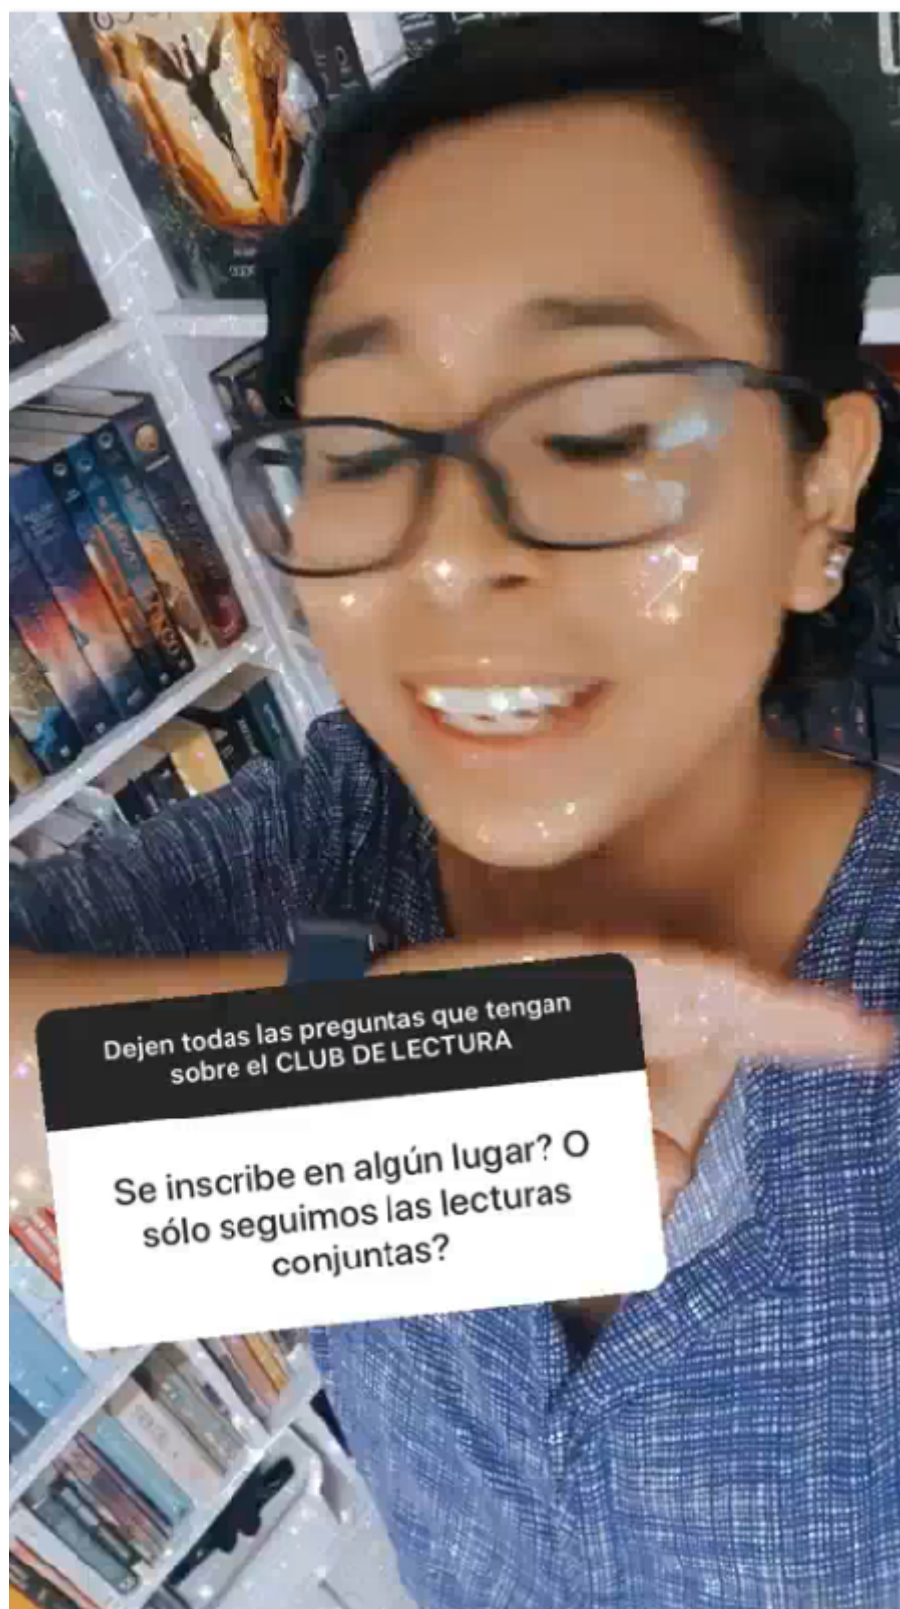 Dejen todas las preguntas que tengan
sobre el CLUB DE LECTURA
Se inscribe en algún lugar? O
sólo seguimos las lecturas
conjuntas?